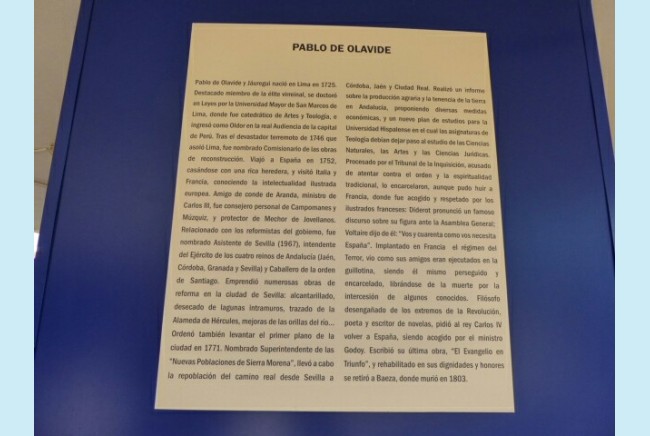 PABLO DE OLAVIDE
Pablo de Olavide y Jáuregui nació en Lima en 1725.
Destacado miembro de la élite virreinal, se doctoró
en Leyes por la Universidad Mayor de San Marcos de
Lima, donde fue catedrático de Artes y Teología, e
ingresó como Oidor en la real Audiencia de la capital
de Perú. Tras el devastador terremoto de 1746 que
asoló Lima, fue nombrado Comisionario de las obras
de reconstrucción. Viajó a España en 1752,
casándose con una rica heredera, y visitó Italia y
Francia, conociendo la intelectualidad ilustrada
europea. Amigo de conde de Aranda, ministro de
Carlos III, fue consejero personal de Campomanes y
Múzquiz, y protector de Mechor de Jovellanos.
Relacionado con los reformistas del gobierno, fue
nombrado Asistente de Sevilla (1967), intendente
del Ejército de las cuatro reinos de Andalucía (Jaén,
Córdoba, Granada y Sevilla) y Caballero de la orden
de Santiago. Emprendió numerosas obras de
reforma en la ciudad de Sevilla: alcantarillado,
desecado de lagunas intramuros, trazado de la
Alameda de Hércules, mejoras de las orillas del río...
Ordenó también levantar el primer plano de la
ciudad en 1771. Nombrado Superintendente de las
"Nuevas Poblaciones de Sierra Morena", llevó a cabo
la repoblación del camino real desde Sevilla a
Córdoba, Jaén y Ciudad Real. Realizó un informe
sobre la producción agraria y la tenencia de la tierra
en Andalucía, proponiendo diversas medidas
económicas, y un nuevo plan de estudios para la
Universidad Hispalense en el cual las asignaturas de
Teología debían dejar paso al estudio de las Ciencias
Naturales, las Artes y las Ciencias Jurídicas.
Procesado por el Tribunal de la Inquisición, acusado
de atentar contra el orden y la espiritualidad
tradicional, lo encarcelaron, aunque pudo huir a
Francia, donde fue acogido y respetado por los
ilustrados franceses: Diderot pronunció un famoso
discurso sobre su figura ante la Asamblea General;
Voltaire dijo de él: "Vos y cuarenta como vos necesita
España". Implantado en Francia el régimen del
Terror, vio como sus amigos eran ejecutados en la
guillotina, siendo él mismo perseguido y
encarcelado, librándose de la muerte por la
intercesión de algunos conocidos. Filósofo
desengañado de los extremos de la Revolución,
poeta y escritor de novelas, pidió al rey Carlos IV
volver a España, siendo acogido por el ministro
Godoy. Escribió su última obra, "El Evangelio en
Triunfo", y rehabilitado en sus dignidades y honores
se retiró a Baeza, donde murió en 1803.